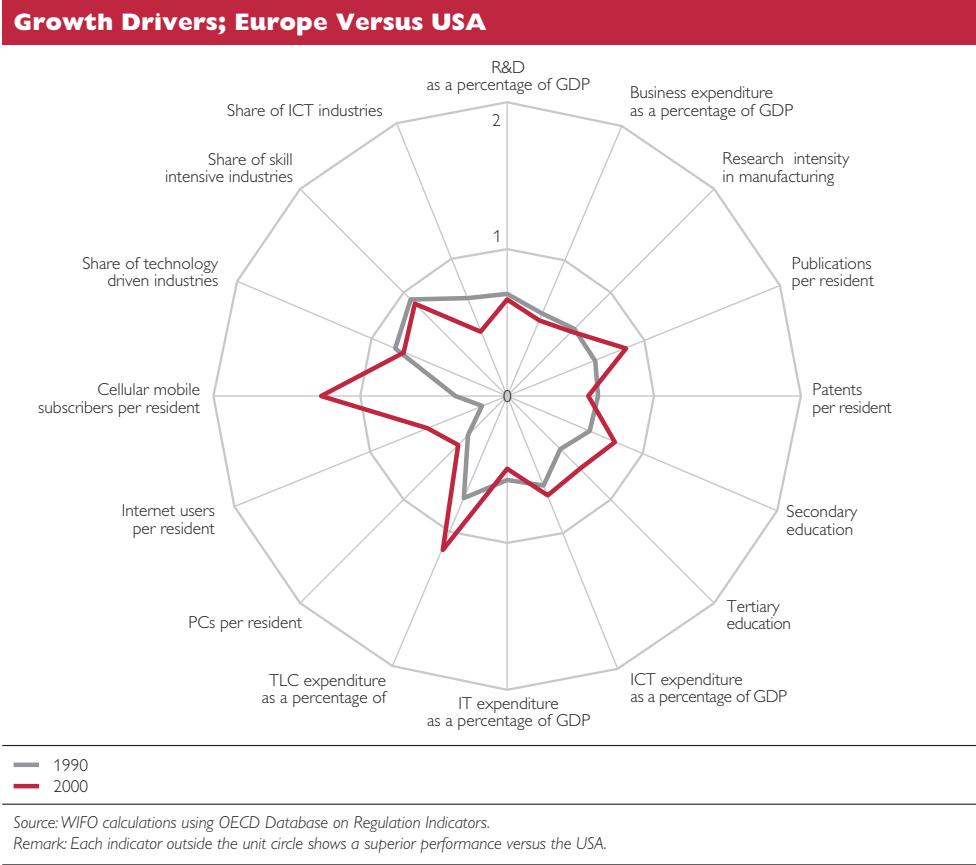 Growth Drivers; Europe Versus USA
R&D
as a percentage of GDP
Business expenditure
as a percentage of GDP
Research intensity
in manufacturing
Publications
per resident
Patents
per resident
Secondary
education
Tertiary
education
ICT expenditure
as a percentage of GDP
IT expenditure
as a percentage of GDP
TLC expenditure
as a percentage of
PCs per resident
Internet users
per resident
Cellular mobile
subscribers per resident
Share of technology
driven industries
Share of skill
intensive industries
Share of ICT industries
2
1
0
1990
2000
Source: WIFO calculations using OECD Database on Regulation Indicators.
Remark: Each indicator outside the unit circle shows a superior performance versus the USA.